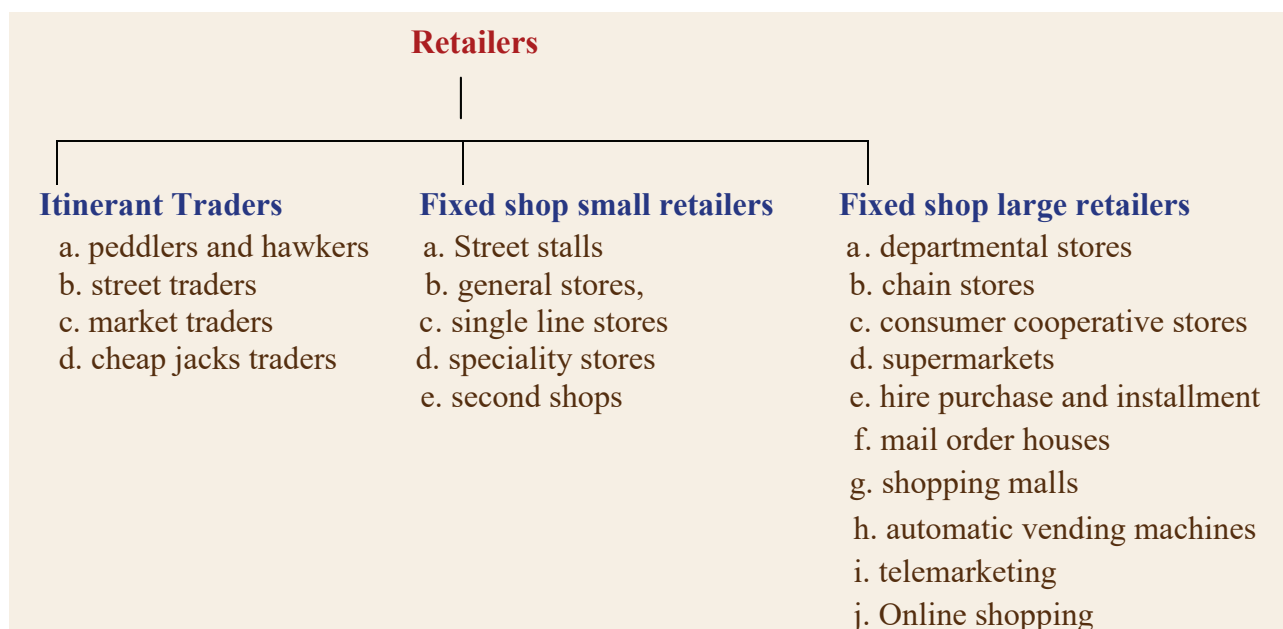 Retailers
Itinerant Traders
a. peddlers and hawkers
b. street traders
c. market traders
d. cheap jacks traders
Fixed shop small retailers
a. Street stalls
b. general stores,
c. single line stores
d. speciality stores
e. second shops
Fixed shop large retailers
a. departmental stores
b. chain stores
c. consumer cooperative stores
d. supermarkets
e. hire purchase and installment
f. mail order houses
g. shopping malls
h. automatic vending machines
i. telemarketing
j. Online shopping